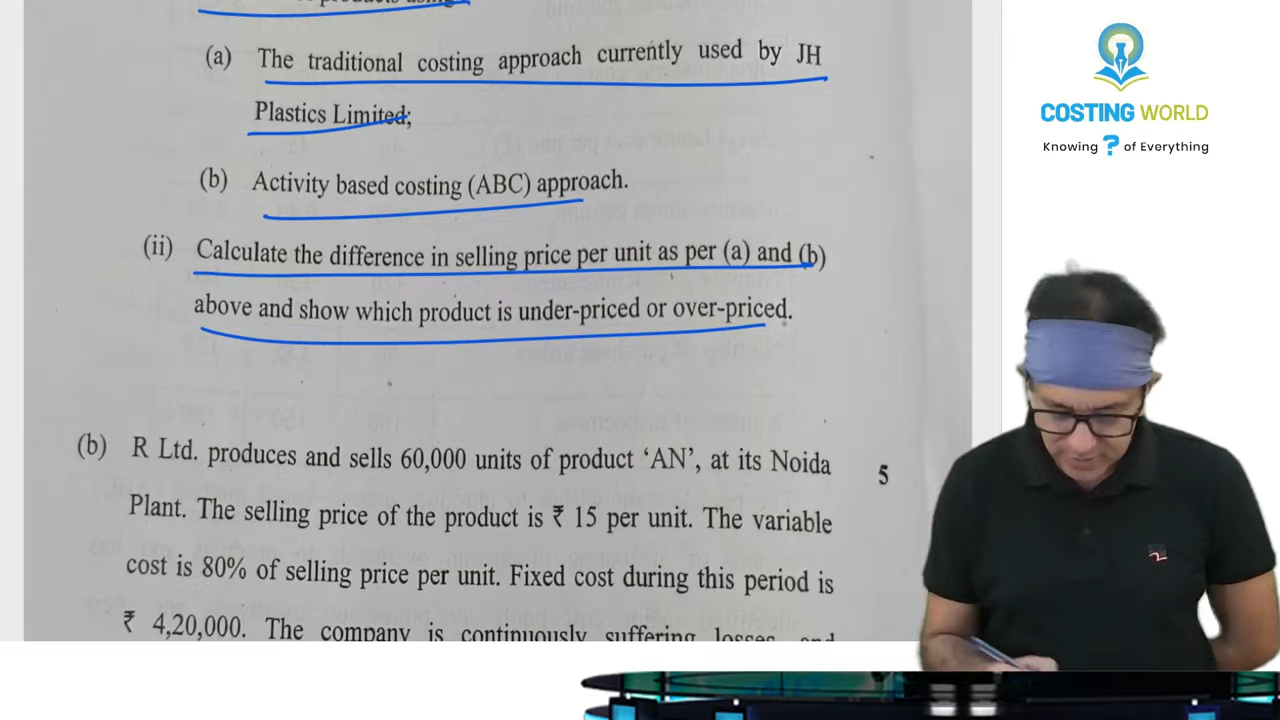 (a) The traditional costing approach currently used by JH
Plastics Limited;
(b) Activity based costing (ABC) approach.
(ii) Calculate the difference in selling price per unit as per (a) and (b)
above and show which product is under-priced or over-priced.
(b) R Ltd. produces and sells 60,000 units of product ‘AN’, at its Noida 5
Plant. The selling price of the product is ₹ 15 per unit. The variable
cost is 80% of selling price per unit. Fixed cost during this period is
₹ 4,20,000. The company is continuously suffering losses and
COSTING WORLD
Knowing ? of Everything